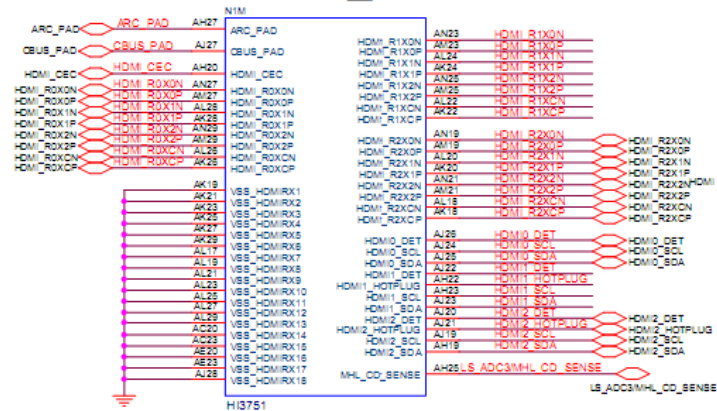 N1M
ARC_PAD ARC_PAD AH27 ARC_PAD
CBUS_PAD CBUS_PAD AJ27 CBUS_PAD
HDMI_CEC HDMI_CEC AH20 HDMI_CEC
HDMI_R0X0N HDMI_R0X0N AN27 HDMI_R0X0N
HDMI_R0X0P HDMI_R0X0P AM27 HDMI_R0X0P
HDMI_R0X1N HDMI_R0X1N AL28 HDMI_R0X1N
HDMI_R0X1P HDMI_R0X1P AK28 HDMI_R0X1P
HDMI_R0X2N HDMI_R0X2N AN29 HDMI_R0X2N
HDMI_R0X2P HDMI_R0X2P AM29 HDMI_R0X2P
HDMI_R0XCN HDMI_R0XCN AL26 HDMI_R0XCN
HDMI_R0XCP HDMI_R0XCP AK26 HDMI_R0XCP
AK19 VSS_HDMIRX1
AK21 VSS_HDMIRX2
AK23 VSS_HDMIRX3
AK25 VSS_HDMIRX4
AK27 VSS_HDMIRX5
AK29 VSS_HDMIRX6
AL17 VSS_HDMIRX7
AL19 VSS_HDMIRX8
AL21 VSS_HDMIRX9
AL23 VSS_HDMIRX10
AL25 VSS_HDMIRX11
AL27 VSS_HDMIRX12
AL29 VSS_HDMIRX13
AC20 VSS_HDMIRX14
AC23 VSS_HDMIRX15
AE20 VSS_HDMIRX16
AE23 VSS_HDMIRX17
AJ28 VSS_HDMIRX18
HDMI_R1X0N AN23 HDMI_R1X0N
HDMI_R1X0P AM23 HDMI_R1X0P
HDMI_R1X1N AL24 HDMI_R1X1N
HDMI_R1X1P AK24 HDMI_R1X1P
HDMI_R1X2N AN25 HDMI_R1X2N
HDMI_R1X2P AM25 HDMI_R1X2P
HDMI_R1XCN AL22 HDMI_R1XCN
HDMI_R1XCP AK22 HDMI_R1XCP
HDMI_R2X0N AN19 HDMI_R2X0N HDMI_R2X0N
HDMI_R2X0P AM19 HDMI_R2X0P HDMI_R2X0P
HDMI_R2X1N AL20 HDMI_R2X1N HDMI_R2X1N
HDMI_R2X1P AK20 HDMI_R2X1P HDMI_R2X1P
HDMI_R2X2N AN21 HDMI_R2X2N HDMI_R2X2N HDMI
HDMI_R2X2P AM21 HDMI_R2X2P HDMI_R2X2P
HDMI_R2XCN AL18 HDMI_R2XCN HDMI_R2XCN
HDMI_R2XCP AK18 HDMI_R2XCP HDMI_R2XCP
HDMI0_DET AJ26 HDMI0_DET HDMI0_DET
HDMI0_SCL AJ24 HDMI0_SCL HDMI0_SCL
HDMI0_SDA AJ25 HDMI0_SDA HDMI0_SDA
HDMI1_DET AJ22 HDMI1_DET
HDMI1_HOTPLUG AH22 HDMI1_HOTPLUG
HDMI1_SCL AH23 HDMI1_SCL
HDMI1_SDA AJ23 HDMI1_SDA
HDMI2_DET AJ20 HDMI2_DET HDMI2_DET
HDMI2_HOTPLUG AJ21 HDMI2_HOTPLUG HDMI2_HOTPLUG
HDMI2_SCL AJ19 HDMI2_SCL HDMI2_SCL
HDMI2_SDA AH19 HDMI2_SDA HDMI2_SDA
MHL_CD_SENSE AH25 LS_ADC3/MHL_CD_SENSE
LS_ADC3/MHL_CD_SENSE
HI3751